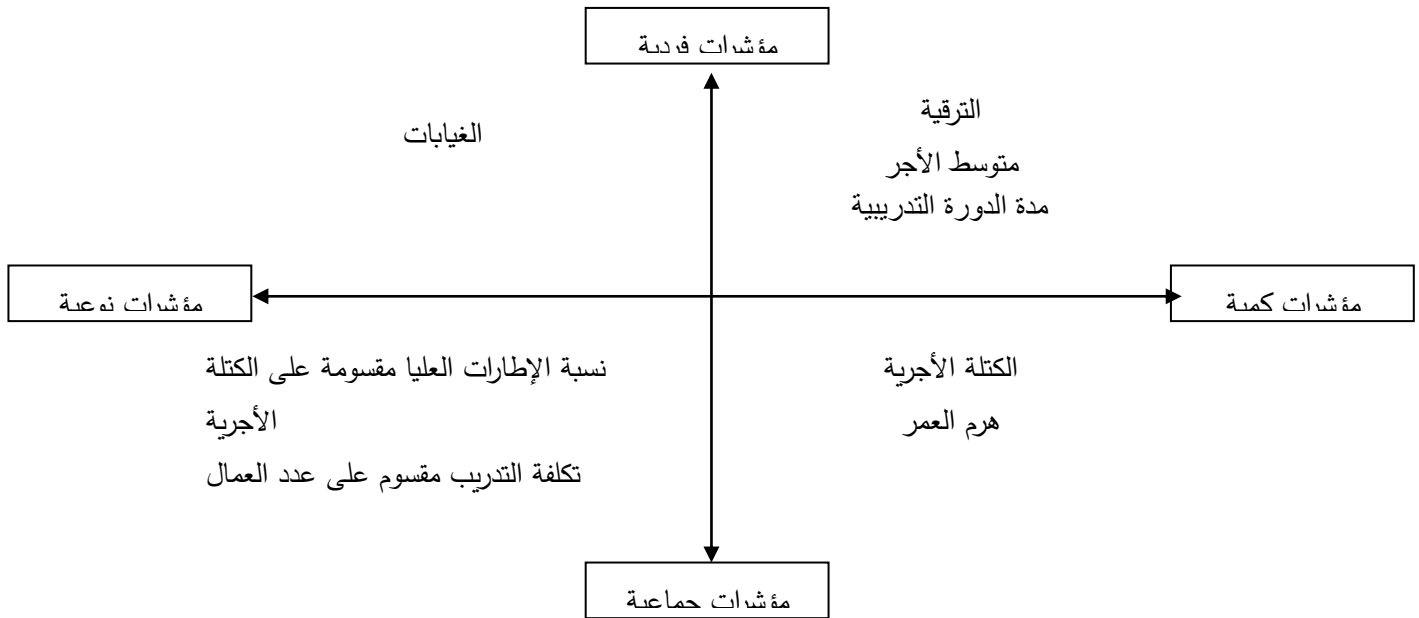 مؤشرات فردية
الترقية
الغيابات
متوسط الأجر
مدة الدورة التدريبية
مؤشرات كمية
مؤشرات نوعية
الكتلة الأجرية
هرم العمر
نسبة الإطارات العليا مقسومة على الكتلة
الأجرية
تكلفة التدريب مقسوم على عدد العمال
مؤشرات جماعية